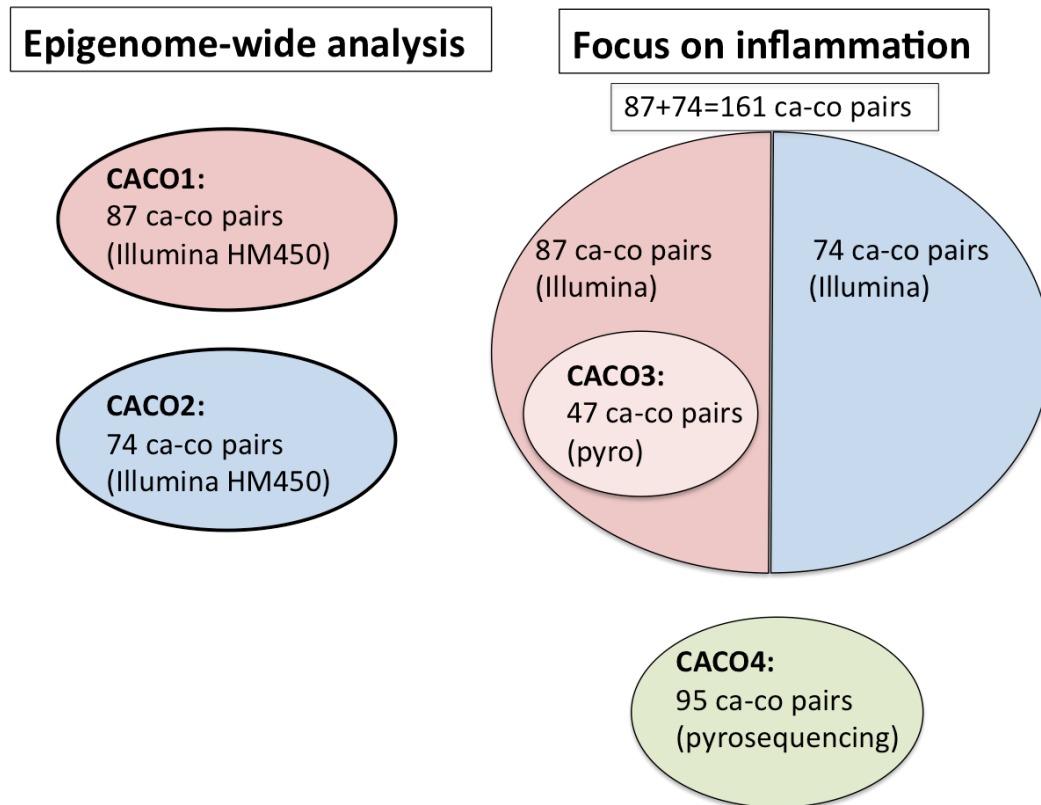 Epigenome-wide analysis
CACO1:
87 ca-co pairs
(Illumina HM450)
CACO2:
74 ca-co pairs
(Illumina HM450)
Focus on inflammation
87+74=161 ca-co pairs
87 ca-co pairs
(Illumina)
74 ca-co pairs
(Illumina)
CACO3:
47 ca-co pairs
(pyro)
CACO4:
95 ca-co pairs
(pyrosequencing)